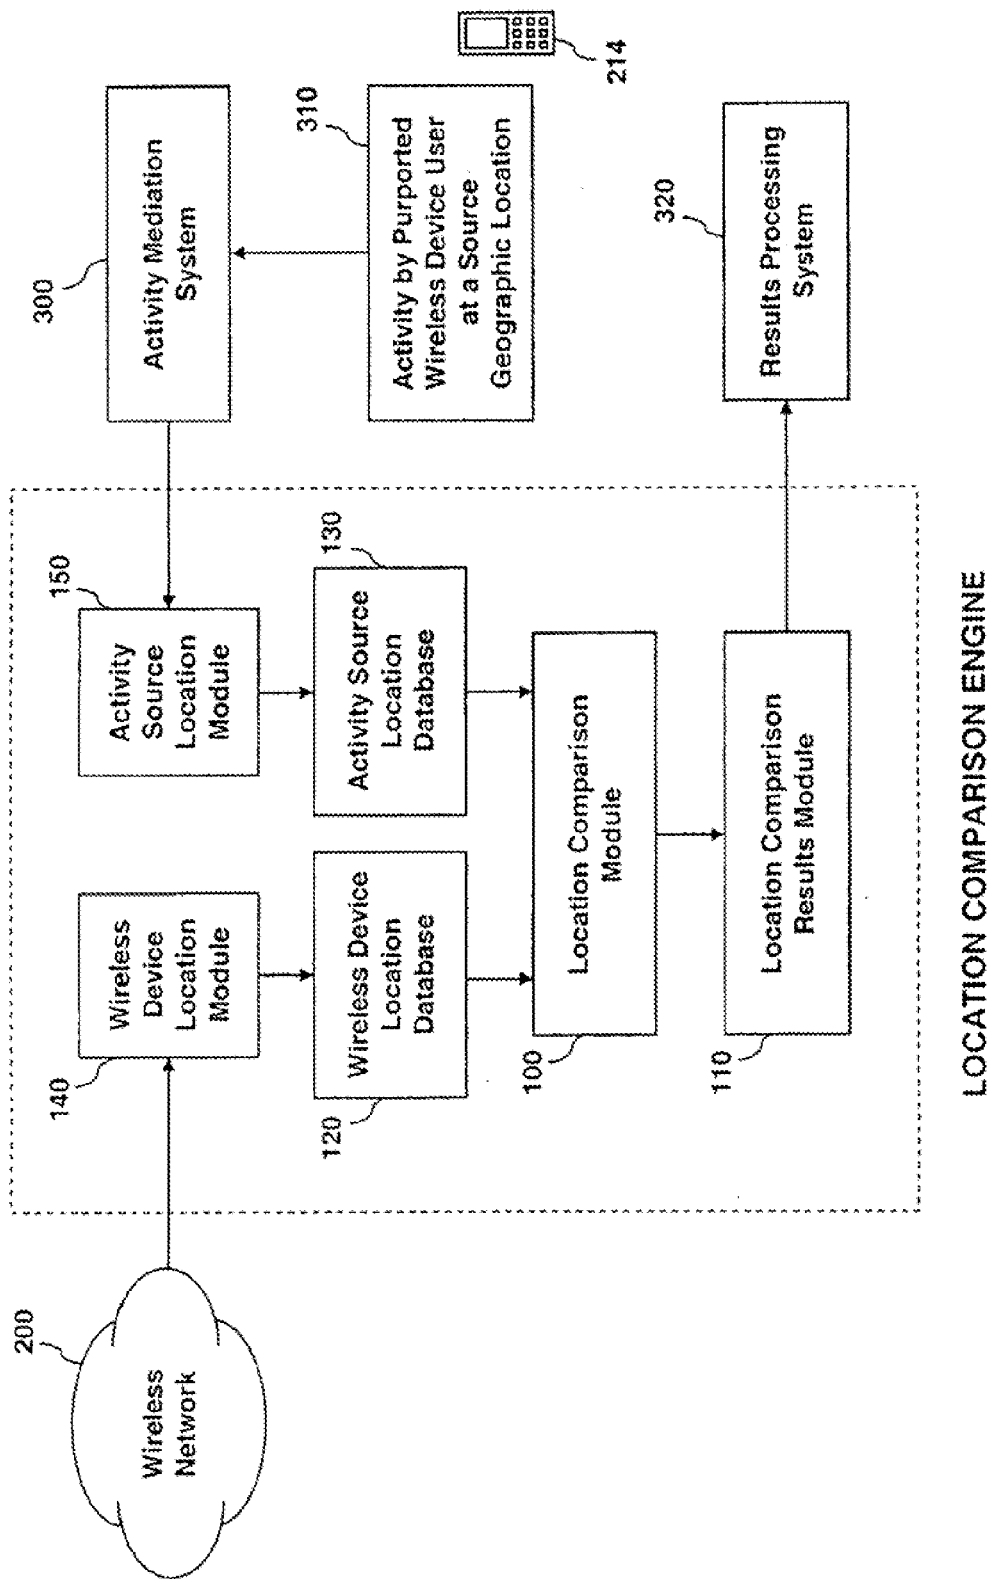 200
Wireless
Network
140
Wireless
Device
Location
Module
150
Activity
Source
Location
Module
300
Activity Mediation
System
120
Wireless Device
Location
Database
130
Activity Source
Location
Database
310
Activity by Purported
Wireless Device User
at a Source
Geographic Location
214
100
Location Comparison
Module
110
Location Comparison
Results Module
320
Results Processing
System
LOCATION COMPARISON ENGINE